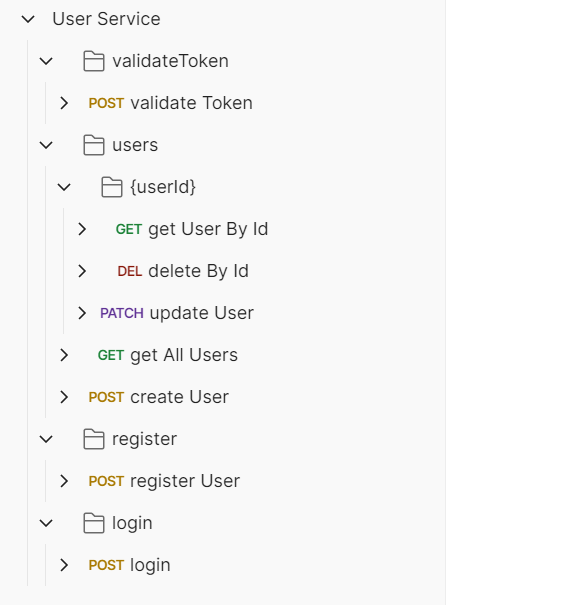 User Service
validateToken
POST validate Token
users
{userId}
GET get User By Id
DEL delete By Id
PATCH update User
GET get All Users
POST create User
register
POST register User
login
POST login